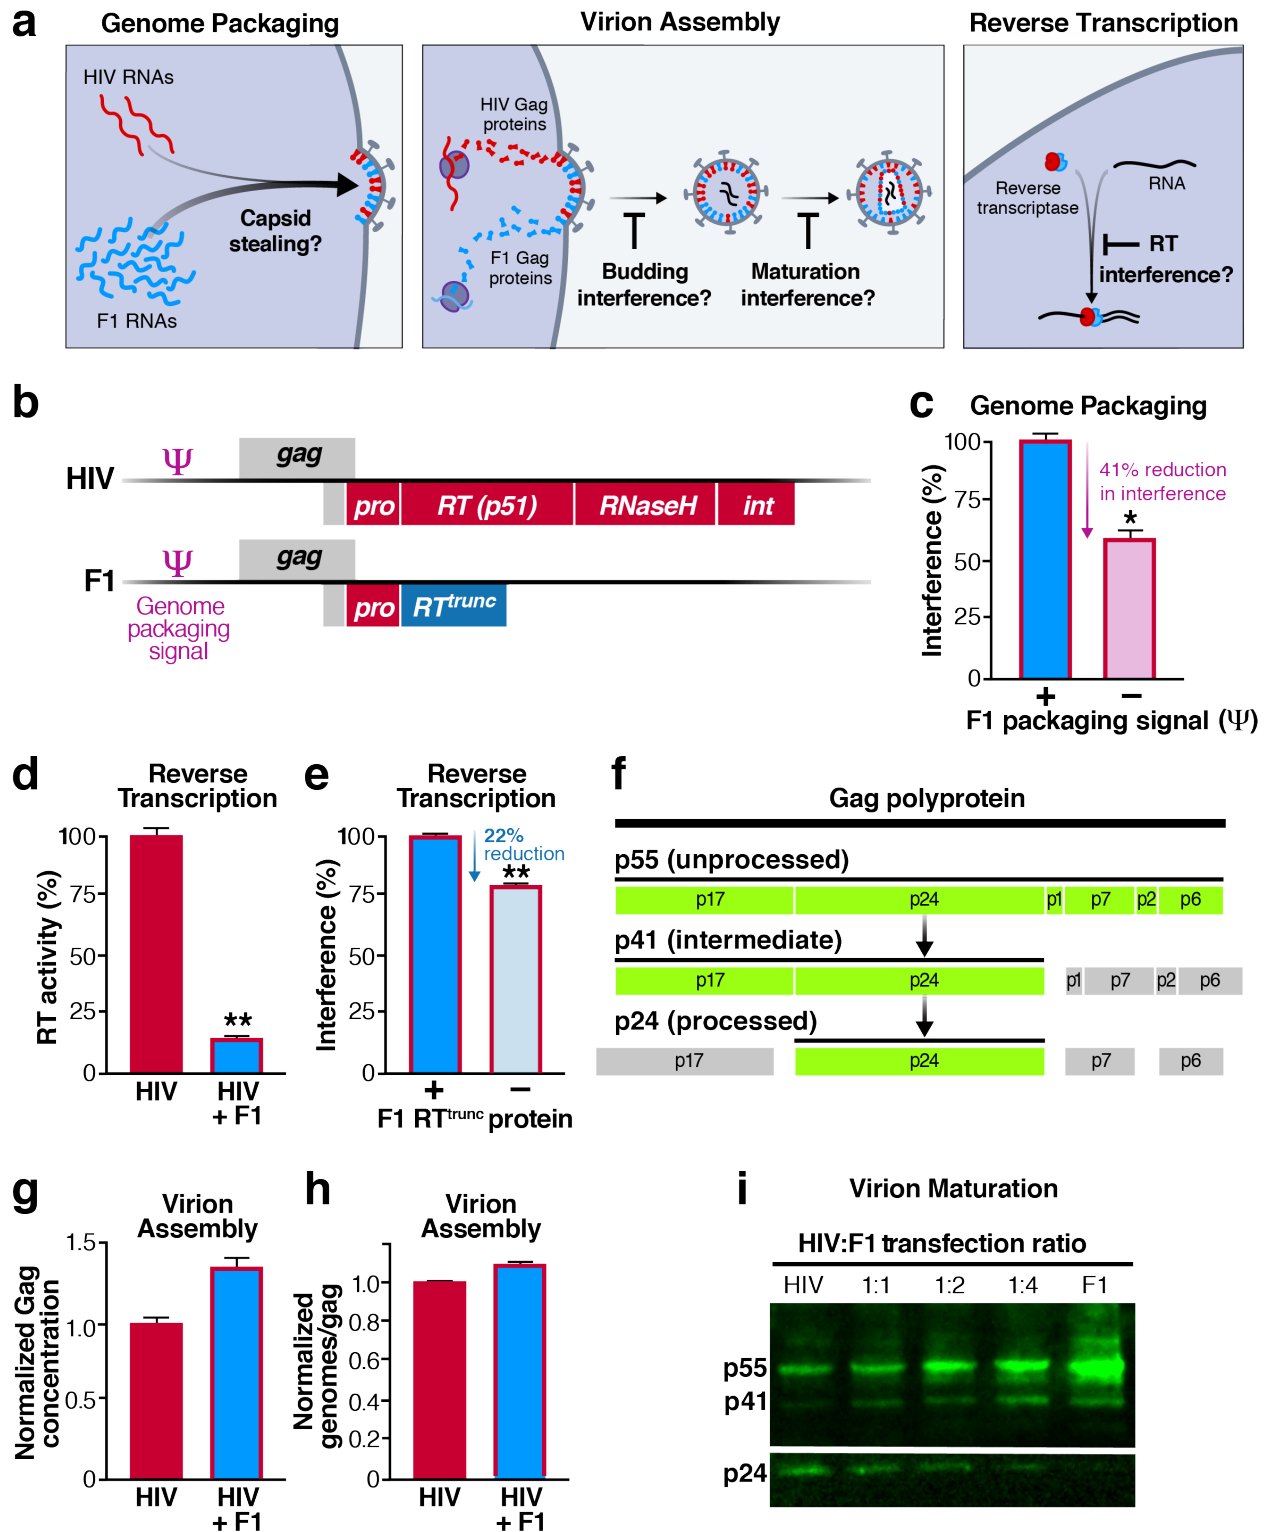 a
Genome Packaging
Virion Assembly
Reverse Transcription
HIV RNAs
Capsid
stealing?
F1 RNAs
HIV Gag
proteins
F1 Gag
proteins
Budding
interference?
Maturation
interference?
Reverse
transcriptase
RNA
RT
interference?
b
HIV
Ψ
gag
pro
RT (p51)
RNaseH
int
F1
Ψ
gag
pro
RTtrunc
Genome
packaging
signal
c
Genome Packaging
Interference (%)
100
75
50
25
0
41% reduction
in interference
*
+
−
F1 packaging signal (Ψ)
d
Reverse
Transcription
RT activity (%)
100
75
50
25
0
**
HIV
HIV
+ F1
e
Reverse
Transcription
Interference (%)
100
75
50
25
0
22%
reduction
**
+
−
F1 RTtrunc protein
f
Gag polyprotein
p55 (unprocessed)
p17
p24
p1
p7
p2
p6
p41 (intermediate)
p17
p24
p1
p7
p2
p6
p24 (processed)
p17
p24
p7
p6
g
Virion
Assembly
Normalized Gag
concentration
1.5
1.0
0.5
0
HIV
HIV
+ F1
h
Virion
Assembly
Normalized
genomes/gag
1.0
0.8
0.6
0.4
0.2
0
HIV
HIV
+ F1
i
Virion Maturation
HIV:F1 transfection ratio
HIV
1:1
1:2
1:4
F1
p55
p41
p24